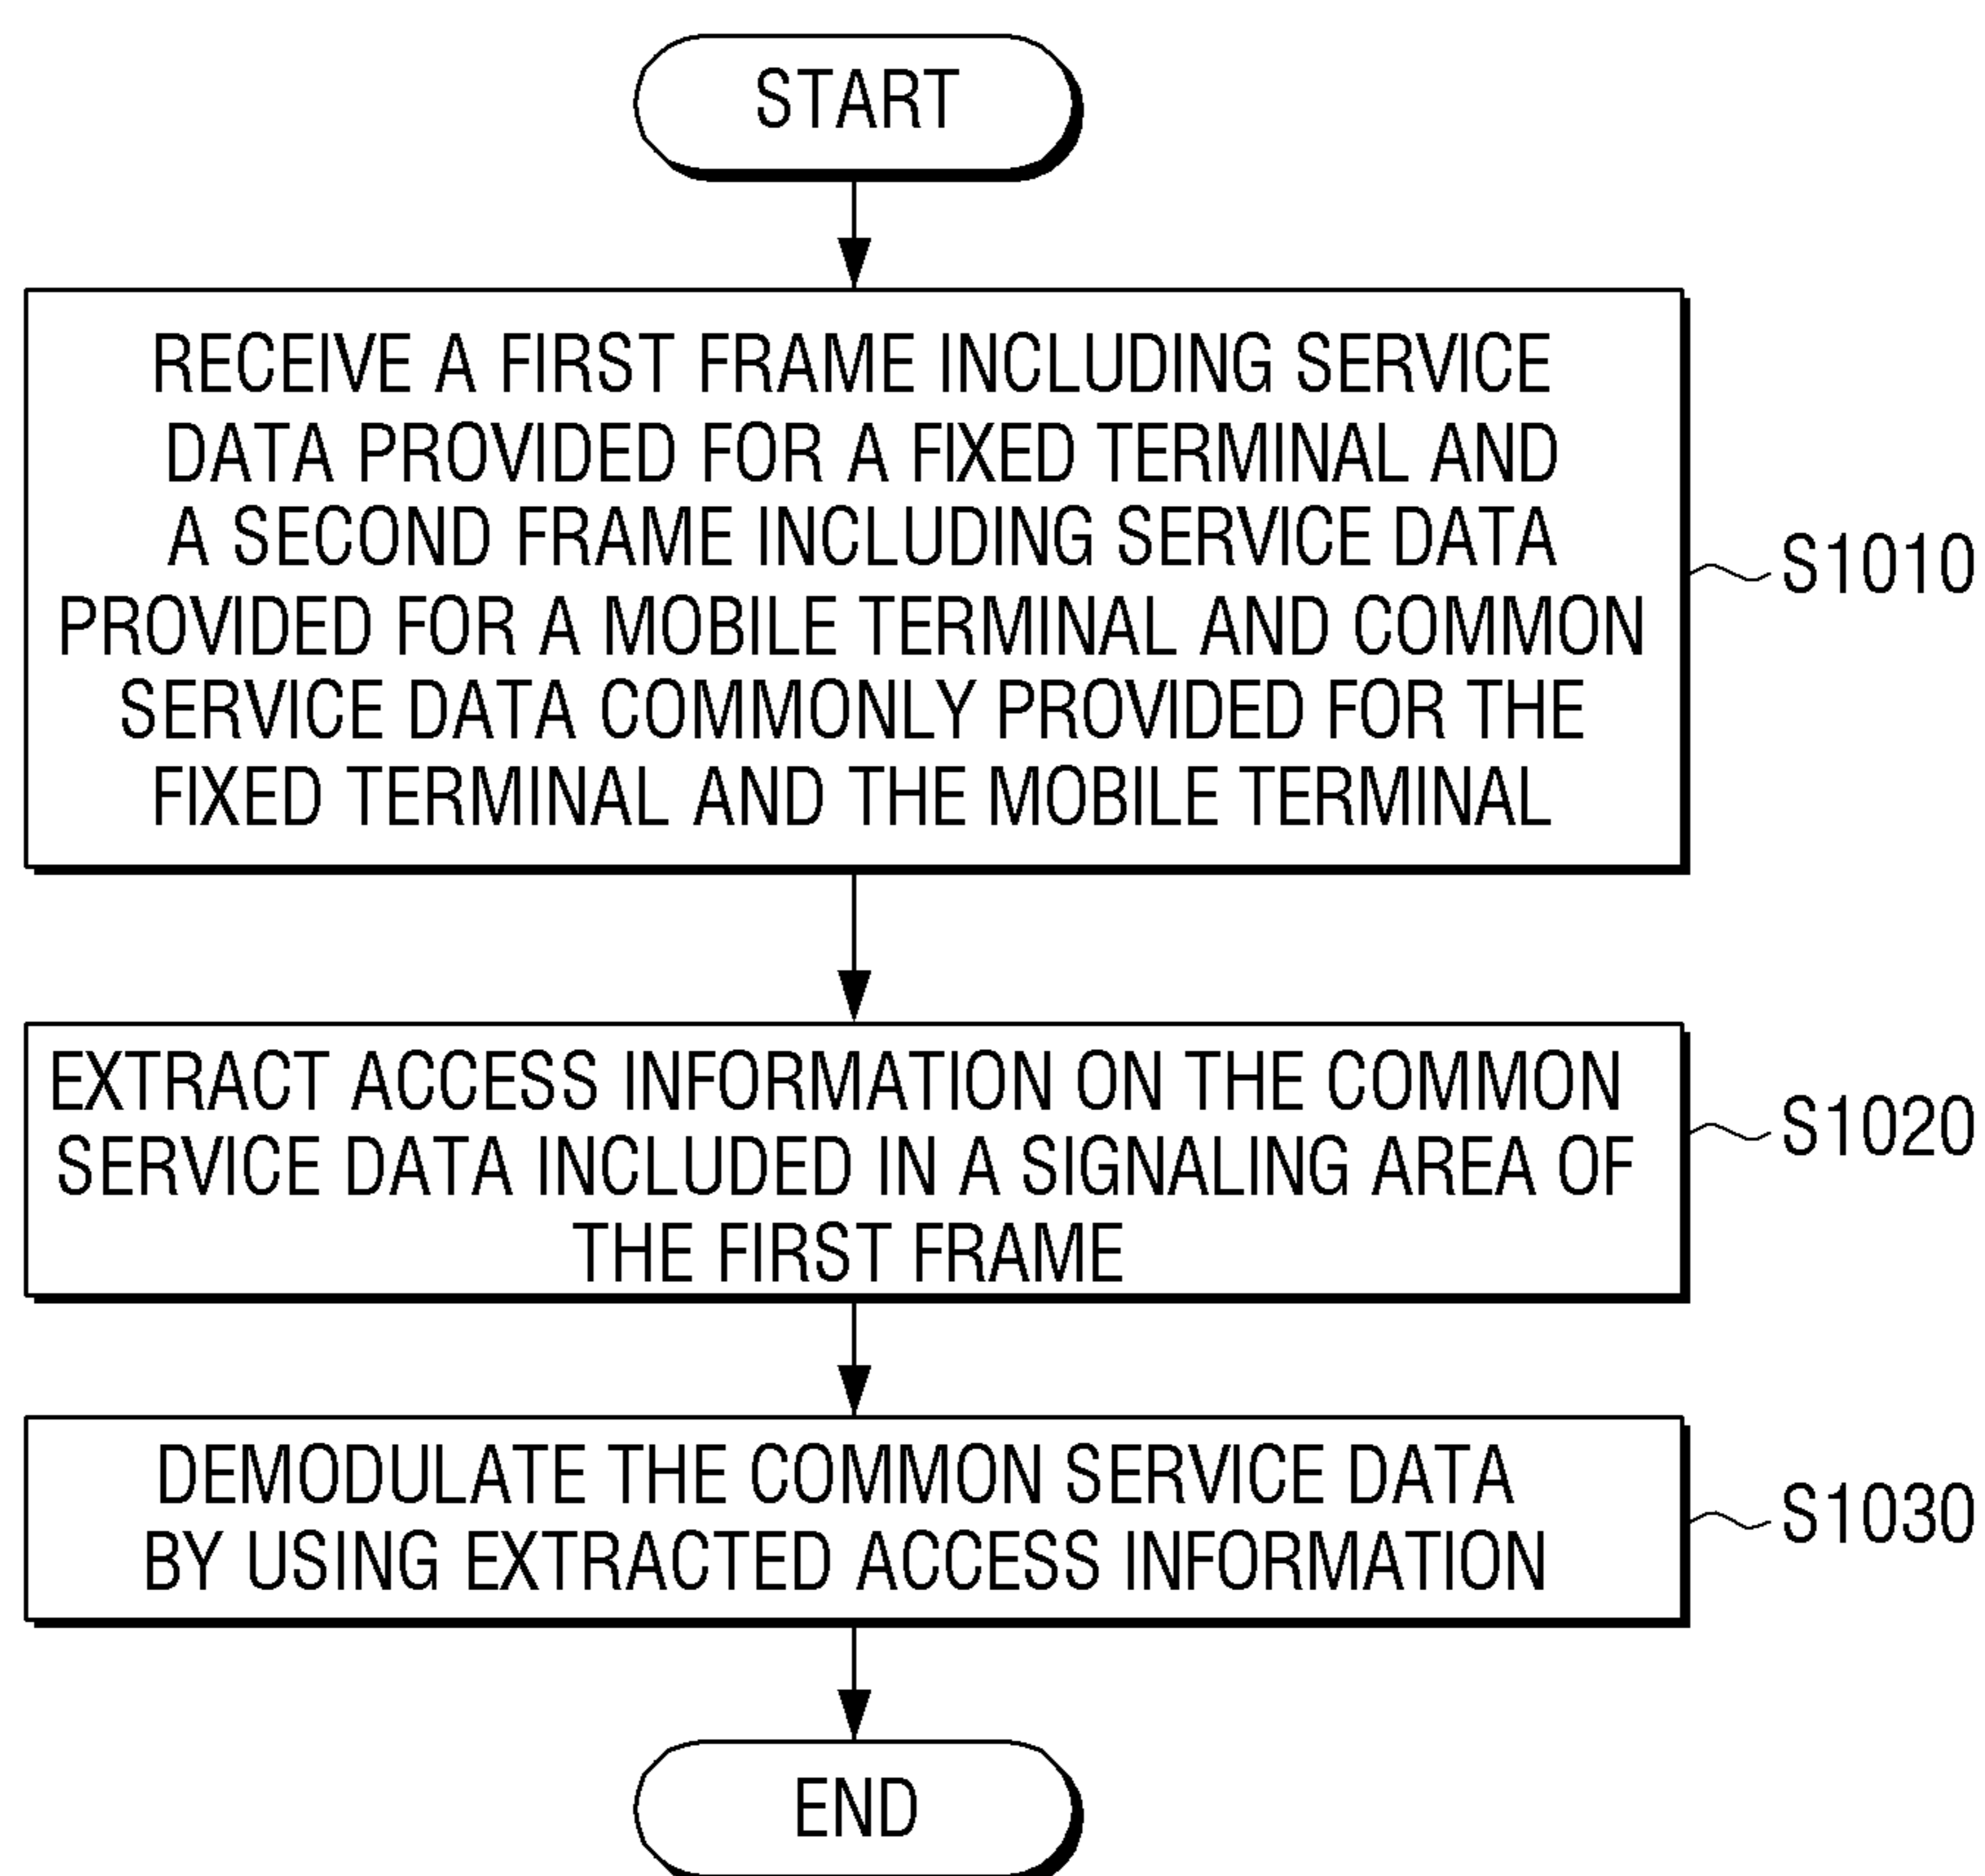 START
RECEIVE A FIRST FRAME INCLUDING SERVICE
DATA PROVIDED FOR A FIXED TERMINAL AND
A SECOND FRAME INCLUDING SERVICE DATA
PROVIDED FOR A MOBILE TERMINAL AND COMMON
SERVICE DATA COMMONLY PROVIDED FOR THE
FIXED TERMINAL AND THE MOBILE TERMINAL
S1010
EXTRACT ACCESS INFORMATION ON THE COMMON
SERVICE DATA INCLUDED IN A SIGNALING AREA OF
THE FIRST FRAME
S1020
DEMODULATE THE COMMON SERVICE DATA
BY USING EXTRACTED ACCESS INFORMATION
S1030
END